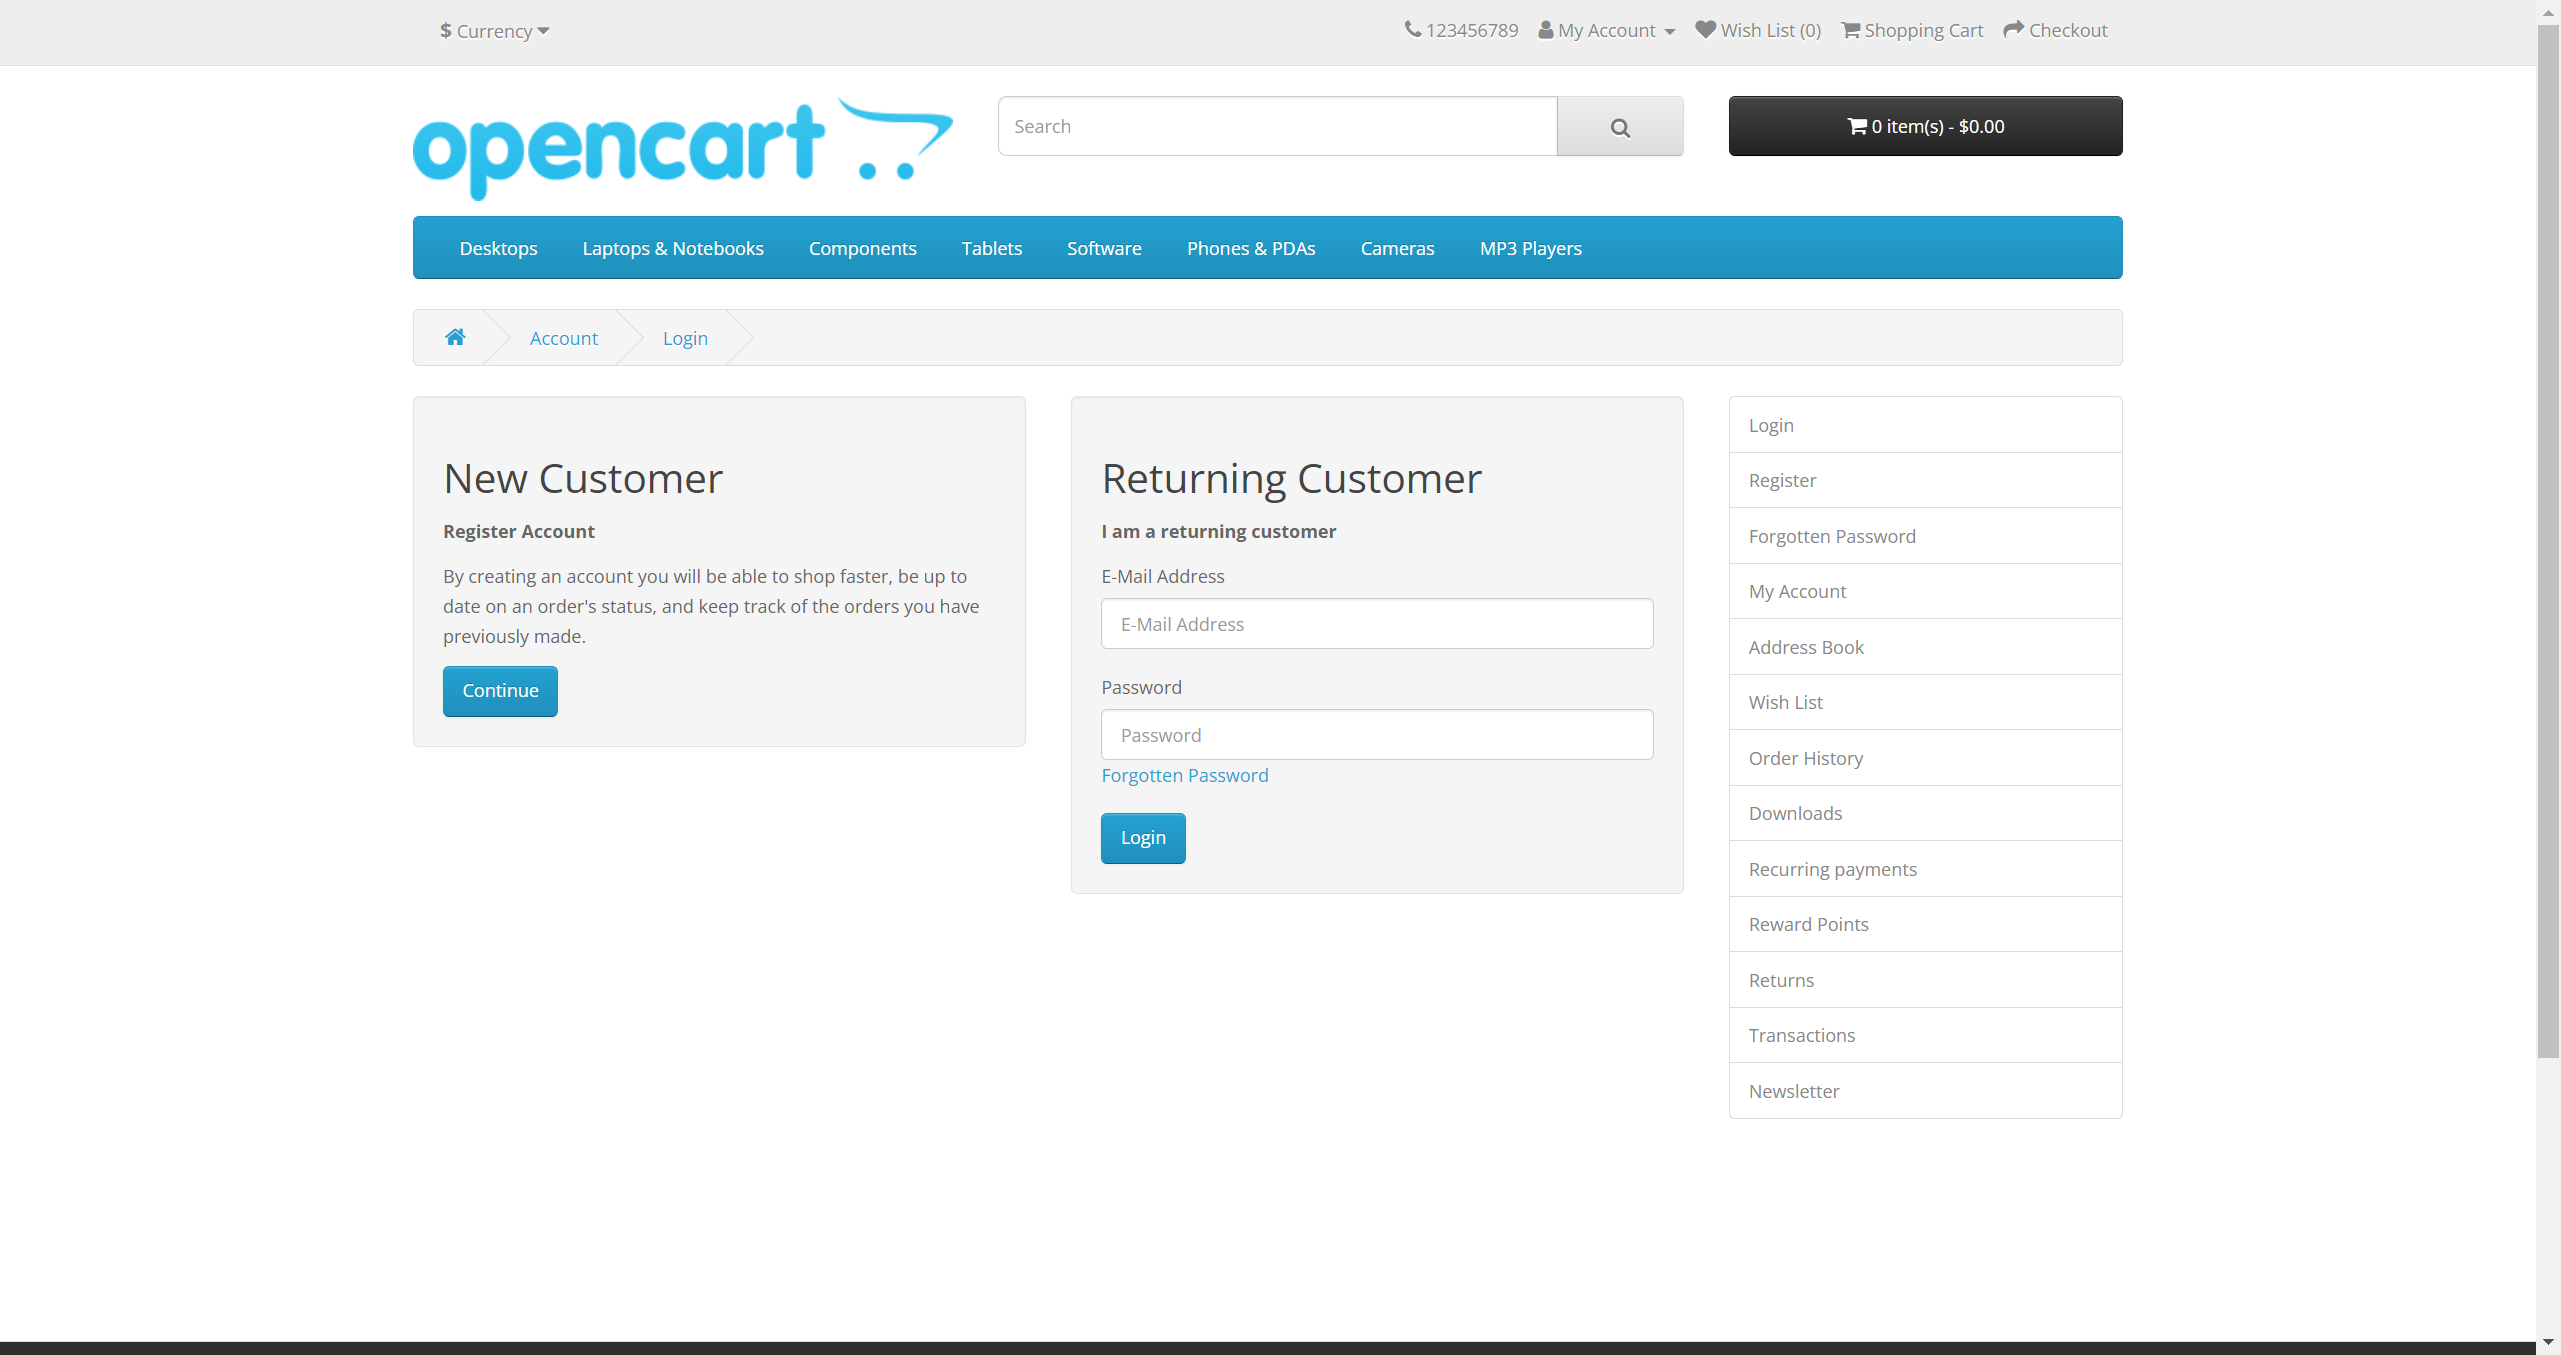 $ Currency
123456789 My Account Wish List (0) Shopping Cart Checkout
opencart
Search
0 item(s) - $0.00
Desktops Laptops & Notebooks Components Tablets Software Phones & PDAs Cameras MP3 Players
Account Login
New Customer
Register Account
By creating an account you will be able to shop faster, be up to
date on an order's status, and keep track of the orders you have
previously made.
Continue
Returning Customer
I am a returning customer
E-Mail Address
E-Mail Address
Password
Password
Forgotten Password
Login
Login
Register
Forgotten Password
My Account
Address Book
Wish List
Order History
Downloads
Recurring payments
Reward Points
Returns
Transactions
Newsletter